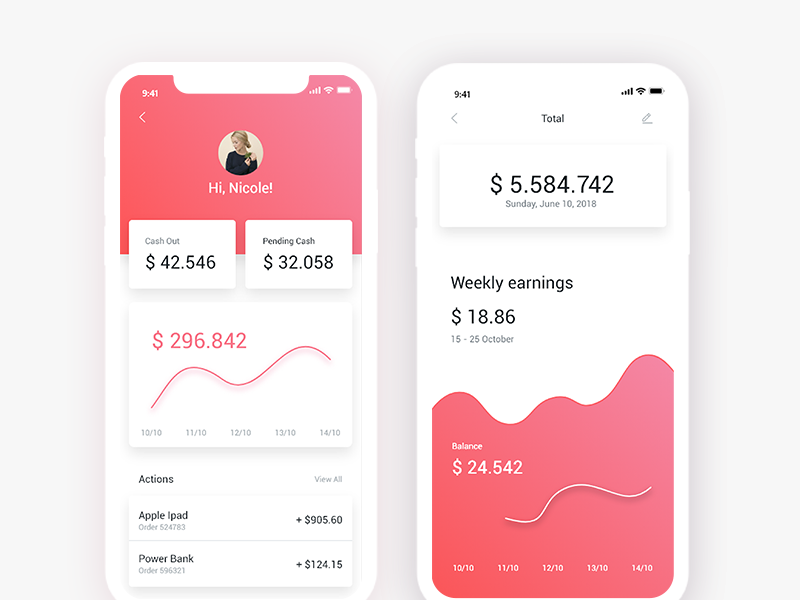 9:41
Hi, Nicole!
Cash Out
$ 42.546
Pending Cash
$ 32.058
$ 296.842
10/10 11/10 12/10 13/10 14/10
Actions View All
Apple Ipad + $905.60
Order 524783
Power Bank + $124.15
Order 596321
9:41
Total
$ 5.584.742
Sunday, June 10, 2018
Weekly earnings
$ 18.86
15 - 25 October
Balance
$ 24.542
10/10 11/10 12/10 13/10 14/10